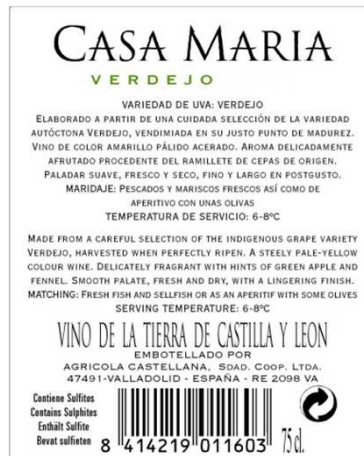 CASA MARIA
VERDEJO
VARIEDAD DE UVA: VERDEJO
ELABORADO A PARTIR DE UNA CUIDADA SELECCIÓN DE LA VARIEDAD
AUTÓCTONA VERDEJO, VENDIMIADA EN SU JUSTO PUNTO DE MADUREZ.
VINO DE COLOR AMARILLO PÁLIDO ACERADO. AROMA DELICADAMENTE
AFRUTADO PROCEDENTE DEL RAMILLETE DE CEPAS DE ORIGEN.
PALADAR SUAVE, FRESCO Y SECO, FINO Y LARGO EN POSTGUSTO.
MARIDAJE: PESCADOS Y MARISCOS FRESCOS ASÍ COMO DE
APERITIVO CON UNAS OLIVAS
TEMPERATURA DE SERVICIO: 6-8ºC
MADE FROM A CAREFUL SELECTION OF THE INDIGENOUS GRAPE VARIETY
VERDEJO, HARVESTED WHEN PERFECTLY RIPEN. A STEELY PALE-YELLOW
COLOUR WINE. DELICATELY FRAGRANT WITH HINTS OF GREEN APPLE AND
FENNEL. SMOOTH PALATE, FRESH AND DRY, WITH A LINGERING FINISH.
MATCHING: FRESH FISH AND SELLFISH OR AS AN APERITIF WITH SOME OLIVES
SERVING TEMPERATURE: 6-8ºC
VINO DE LA TIERRA DE CASTILLA Y LEON
EMBOTELLADO POR
AGRICOLA CASTELLANA, SDAD. COOP. LTDA.
47491-VALLADOLID - ESPAÑA - RE 2098 VA
Contiene Sulfitos
Contains Sulphites
Enthält Sulfite
Bevat sulfieten
8 414219 011603
75 cl.